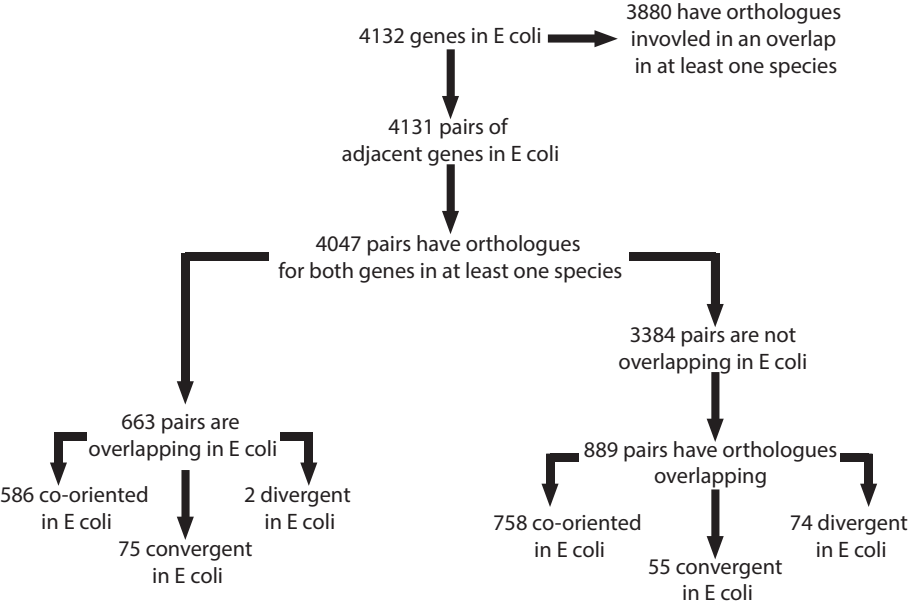 4132 genes in E coli
3880 have orthologues
invovled in an overlap
in at least one species
4131 pairs of
adjacent genes in E coli
4047 pairs have orthologues
for both genes in at least one species
663 pairs are
overlapping in E coli
586 co-oriented
in E coli
75 convergent
in E coli
2 divergent
in E coli
3384 pairs are not
overlapping in E coli
889 pairs have orthologues
overlapping
758 co-oriented
in E coli
55 convergent
in E coli
74 divergent
in E coli